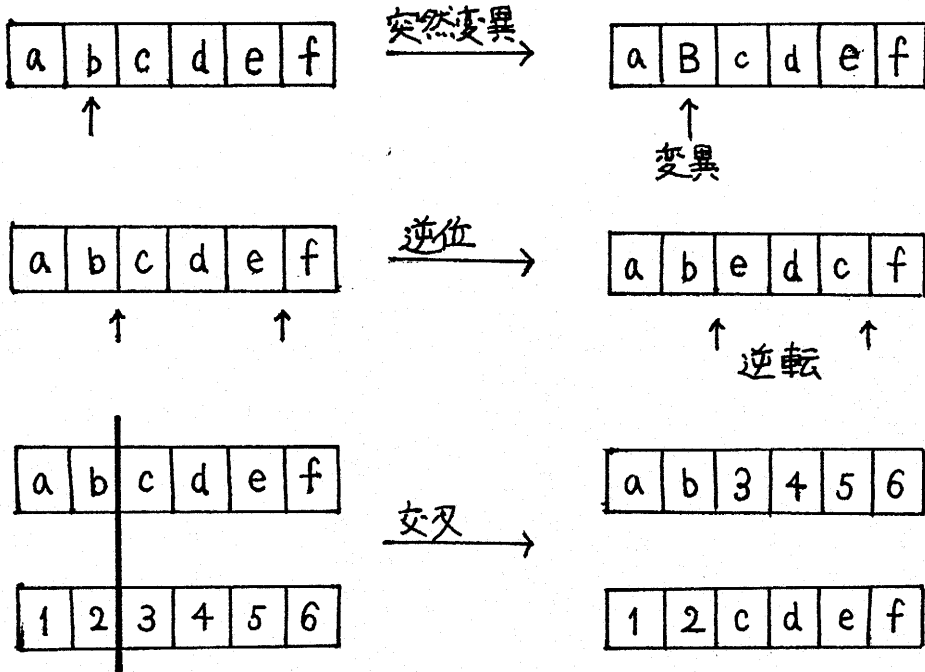 突然変異
a b c d e f a B c d e f
変異
逆位
a b c d e f a b e d c f
逆転
a b c d e f a b 3 4 5 6
交叉
1 2 3 4 5 6 1 2 c d e f